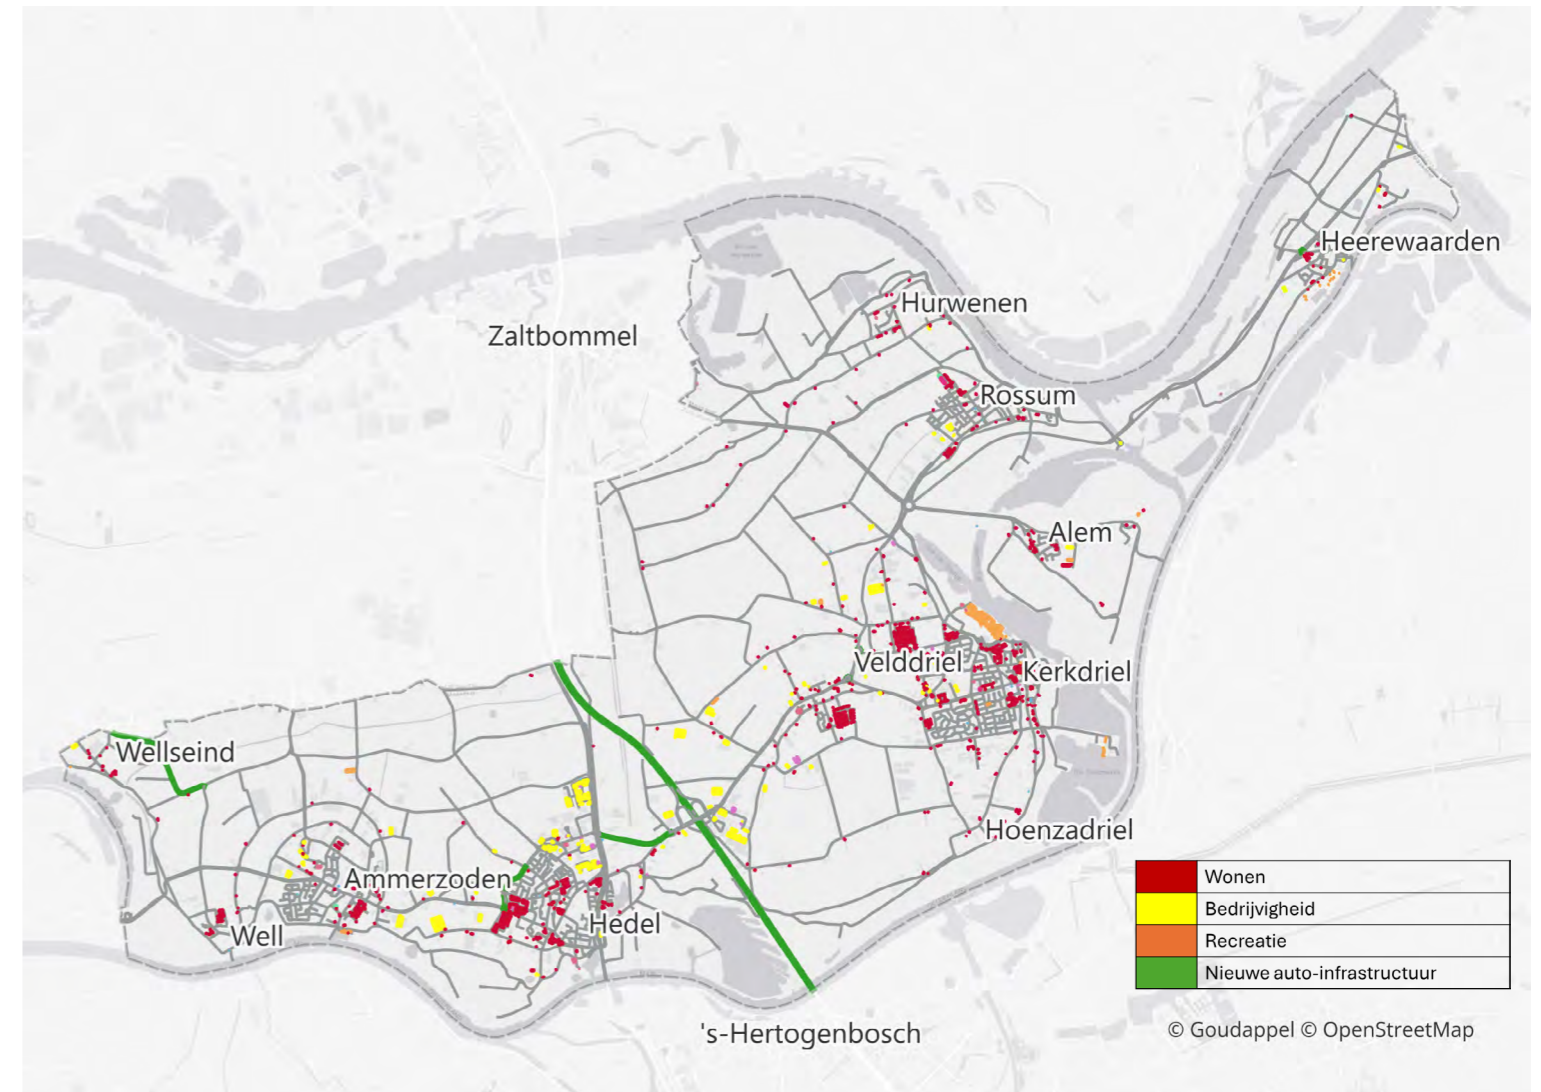 Heerewaarden
Hurwenen
Zaltbommel
Rossum
Alem
Velddriel
Kerkdriel
Wellseind
Hoenzadriel
Ammerzoden
Hedel
Well
's-Hertogenbosch
Wonen
Bedrijvigheid
Recreatie
Nieuwe auto-infrastructuur
© Goudappel © OpenStreetMap